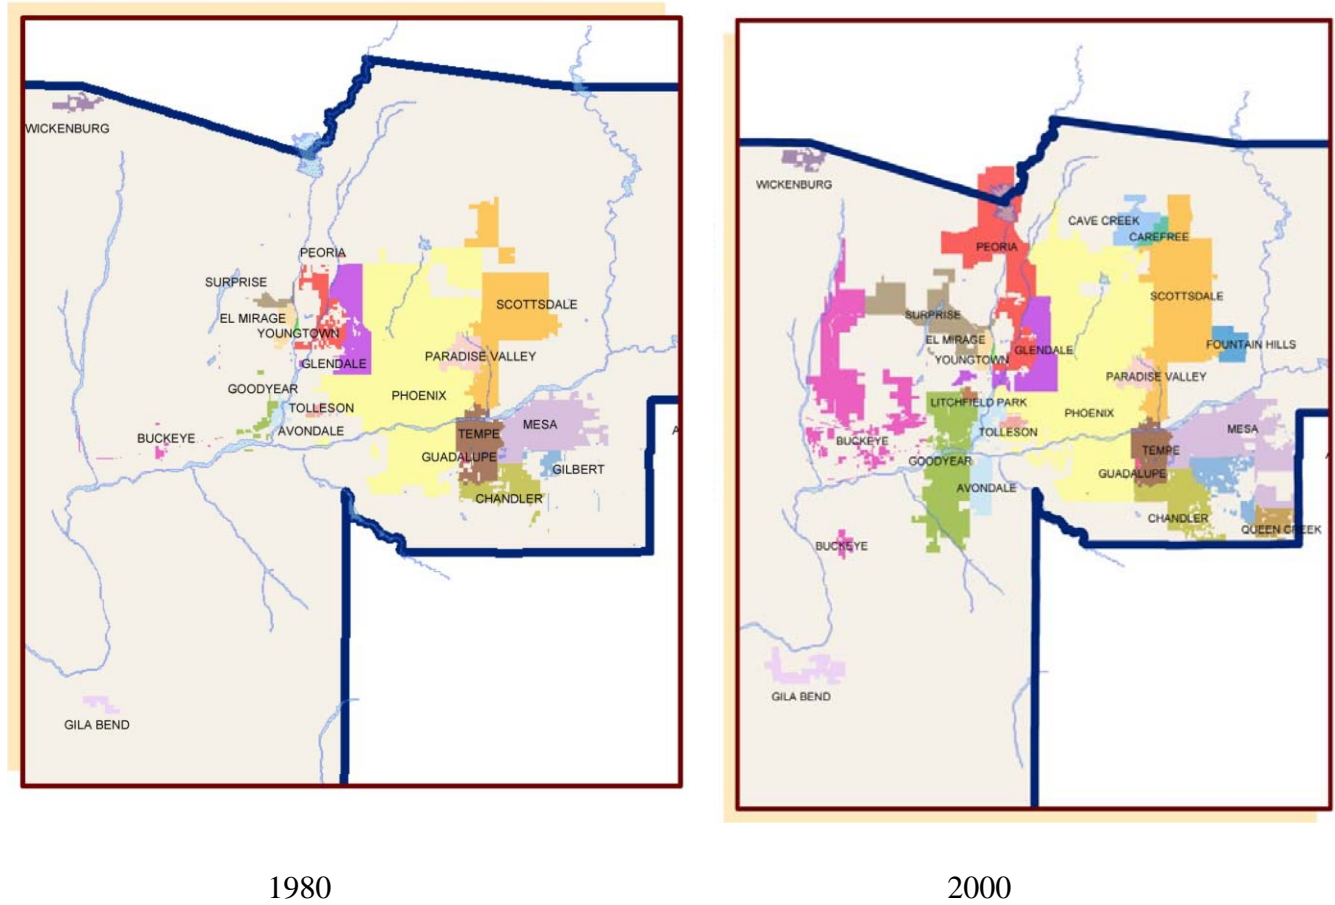 WICKENBURG
PEORIA
SURPRISE
EL MIRAGE
YOUNGTOWN
SCOTTSDALE
GLENDALE
PARADISE VALLEY
GOODYEAR
PHOENIX
TOLLESON
AVONDALE
BUCKEYE
TEMPE
MESA
GUADALUPE
GILBERT
CHANDLER
A
GILA BEND
WICKENBURG
CAVE CREEK
CAREFREE
PEORIA
SCOTTSDALE
SURPRISE
EL MIRAGE
YOUNGTOWN
GLENDALE
FOUNTAIN HILLS
PARADISE VALLEY
LITCHFIELD PARK
PHOENIX
TOLLESON
MESA
BUCKEYE
TEMPE
GOODYEAR
GUADALUPE
AVONDALE
CHANDLER
QUEEN CREEK
BUCKEYE
GILA BEND
1980
2000